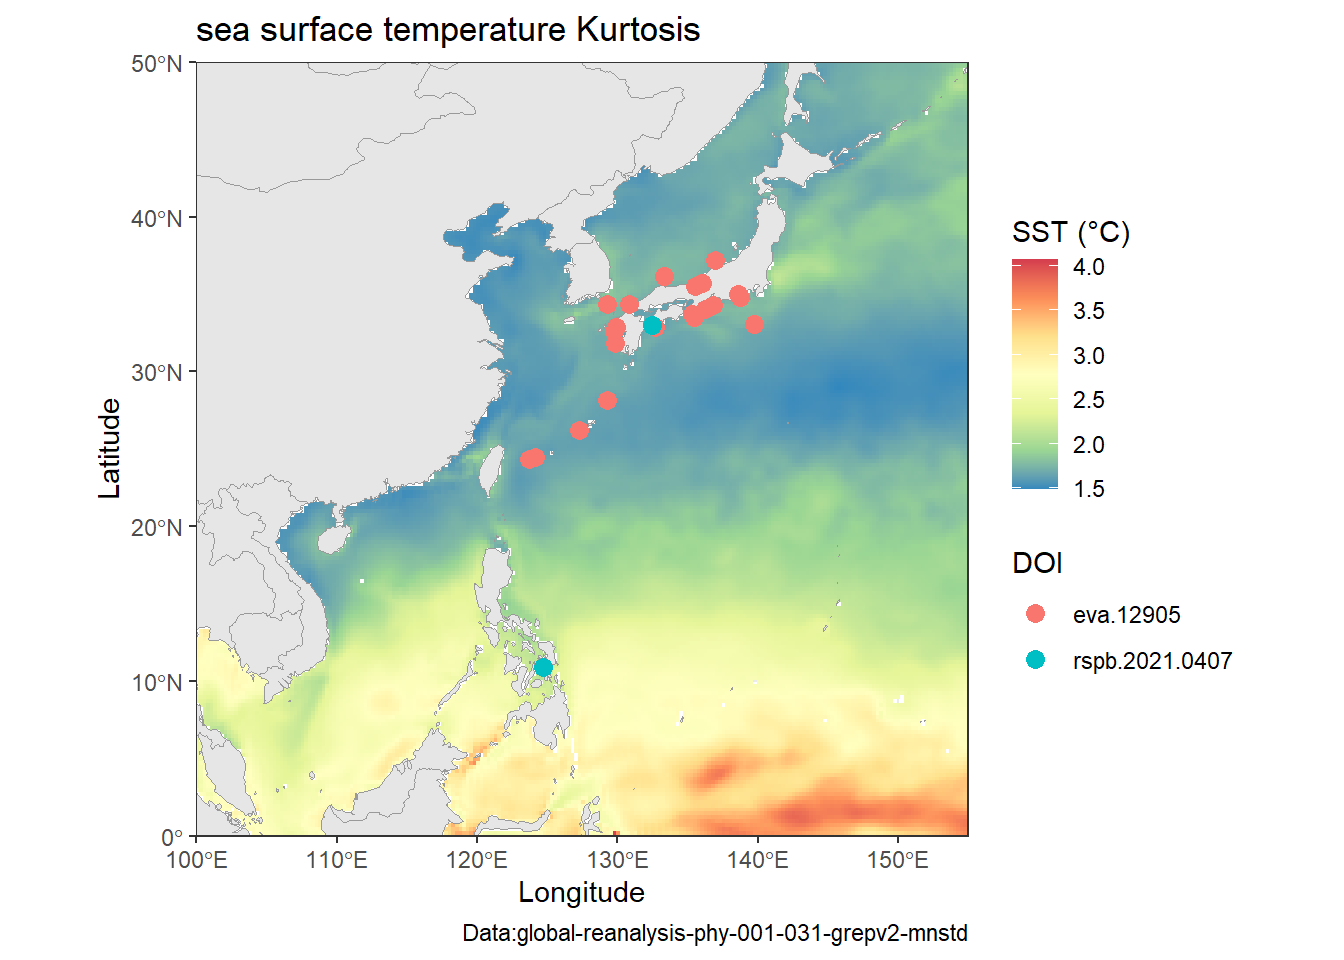 sea surface temperature Kurtosis
50°N
40°N
30°N
20°N
10°N
0°
100°E
110°E
120°E
130°E
140°E
150°E
Latitude
Longitude
SST (°C)
4.0
3.5
3.0
2.5
2.0
1.5
DOI
eva.12905
rspb.2021.0407
Data:global-reanalysis-phy-001-031-grepv2-mnstd